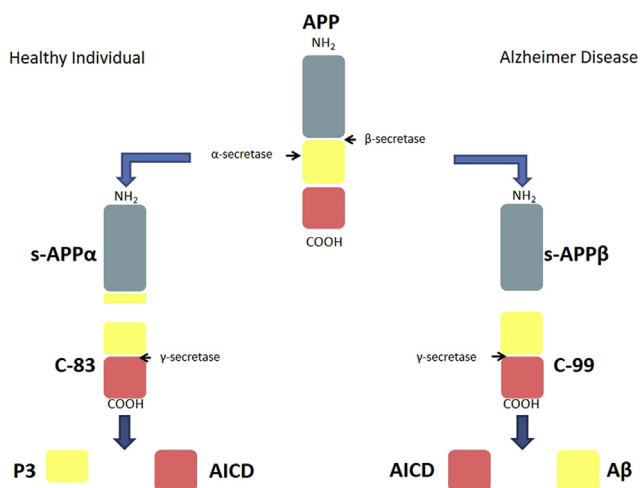 APP
NH₂
Healthy Individual
Alzheimer Disease
β-secretase
α-secretase
NH₂
NH₂
COOH
s-APPα
s-APPβ
C-83
γ-secretase
γ-secretase
C-99
COOH
COOH
P3
AICD
AICD
Aβ